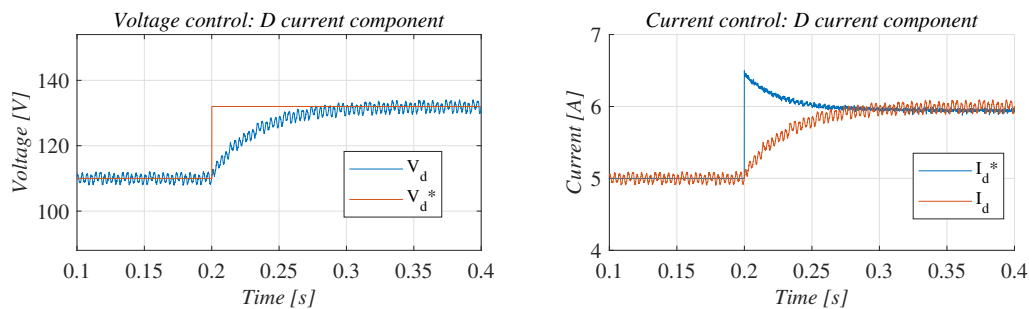 Voltage control: D current component
Voltage [V]
140
120
100
0.1 0.15 0.2 0.25 0.3 0.35 0.4
Time [s]
V_d
V_d*
Current control: D current component
Current [A]
6
5
4
0.1 0.15 0.2 0.25 0.3 0.35 0.4
Time [s]
I_d*
I_d